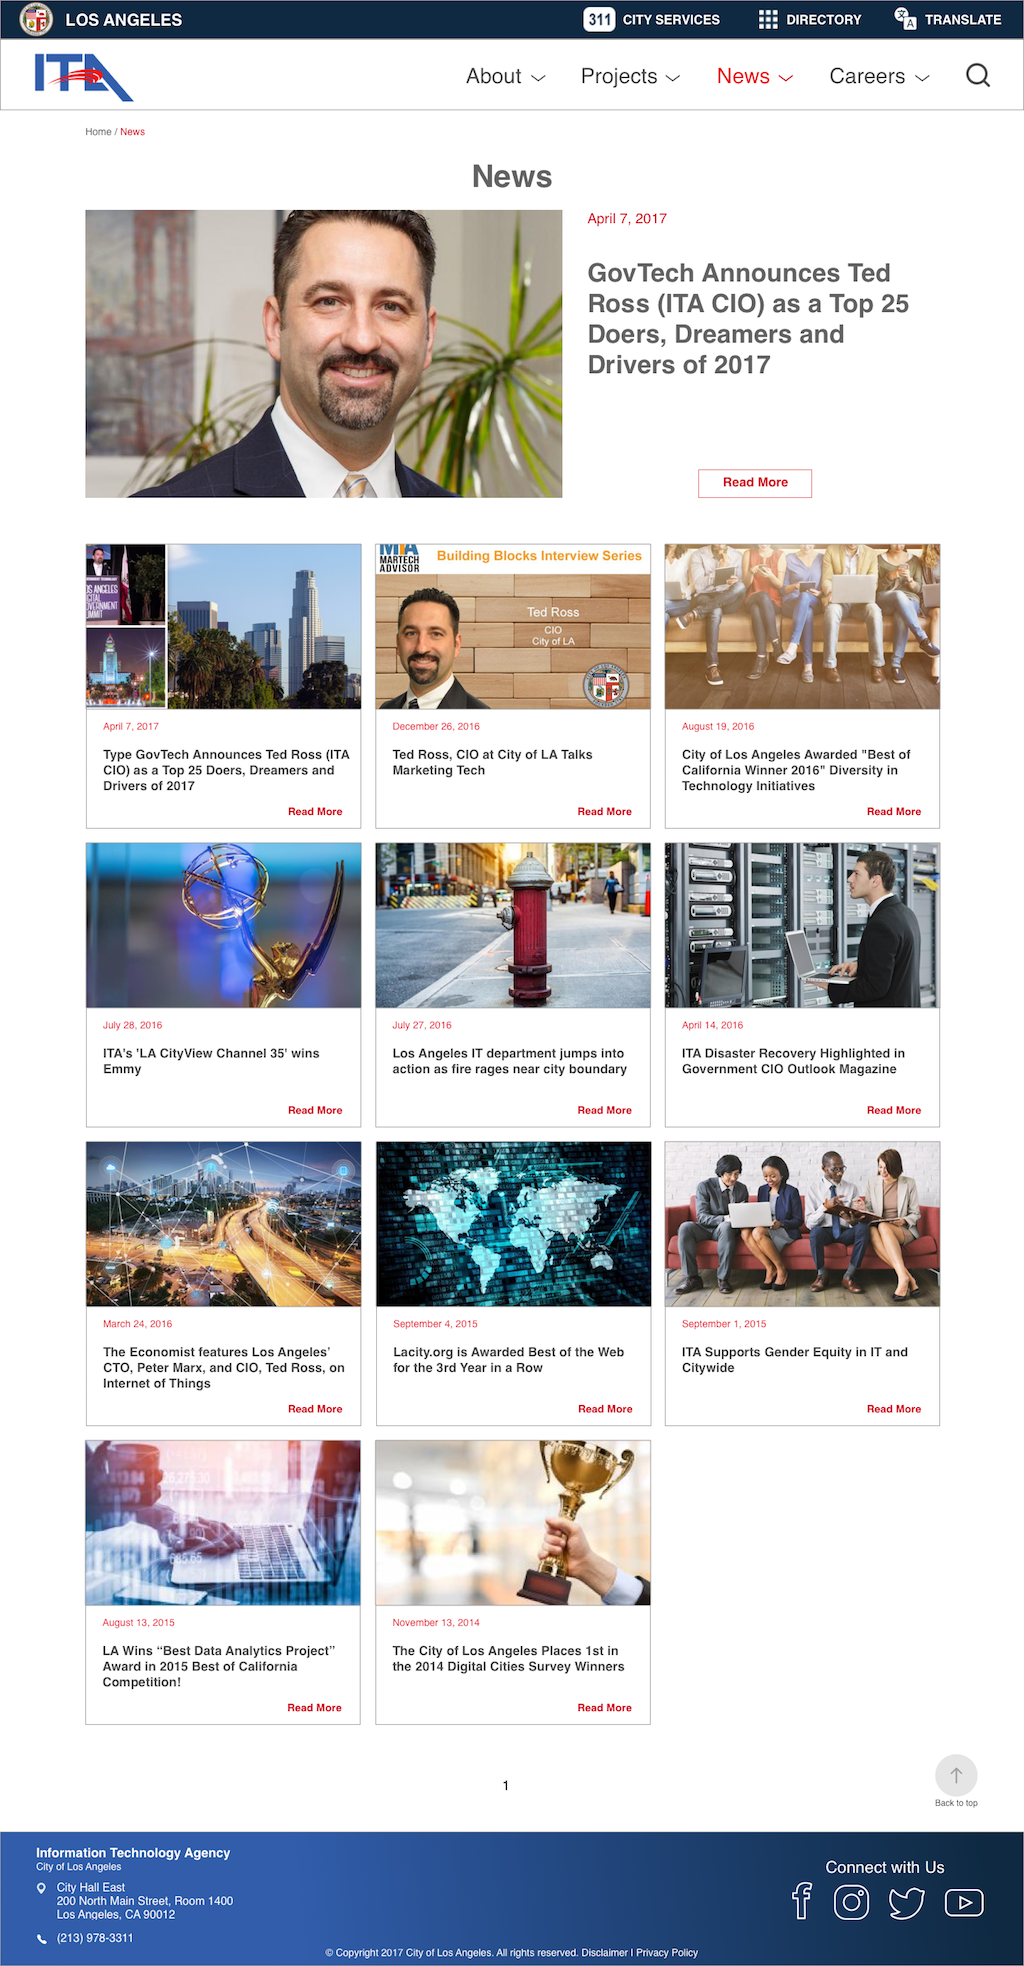 LOS ANGELES
311 CITY SERVICES
DIRECTORY
TRANSLATE
ITA
About
Projects
News
Careers
Home / News
News
April 7, 2017
GovTech Announces Ted
Ross (ITA CIO) as a Top 25
Doers, Dreamers and
Drivers of 2017
Read More
MTA
MARTECH
ADVISOR
Building Blocks Interview Series
Ted Ross
CIO
City of LA
April 7, 2017
Type GovTech Announces Ted Ross (ITA
CIO) as a Top 25 Doers, Dreamers and
Drivers of 2017
Read More
December 26, 2016
Ted Ross, CIO at City of LA Talks
Marketing Tech
Read More
August 19, 2016
City of Los Angeles Awarded "Best of
California Winner 2016" Diversity in
Technology Initiatives
Read More
July 28, 2016
ITA's 'LA CityView Channel 35' wins
Emmy
Read More
July 27, 2016
Los Angeles IT department jumps into
action as fire rages near city boundary
Read More
April 14, 2016
ITA Disaster Recovery Highlighted in
Government CIO Outlook Magazine
Read More
March 24, 2016
The Economist features Los Angeles'
CTO, Peter Marx, and CIO, Ted Ross, on
Internet of Things
Read More
September 4, 2015
Lacity.org is Awarded Best of the Web
for the 3rd Year in a Row
Read More
September 1, 2015
ITA Supports Gender Equity in IT and
Citywide
Read More
August 13, 2015
LA Wins “Best Data Analytics Project”
Award in 2015 Best of California
Competition!
Read More
November 13, 2014
The City of Los Angeles Places 1st in
the 2014 Digital Cities Survey Winners
Read More
1
Back to top
Information Technology Agency
City of Los Angeles
City Hall East
200 North Main Street, Room 1400
Los Angeles, CA 90012
(213) 978-3311
Connect with Us
© Copyright 2017 City of Los Angeles. All rights reserved. Disclaimer | Privacy Policy